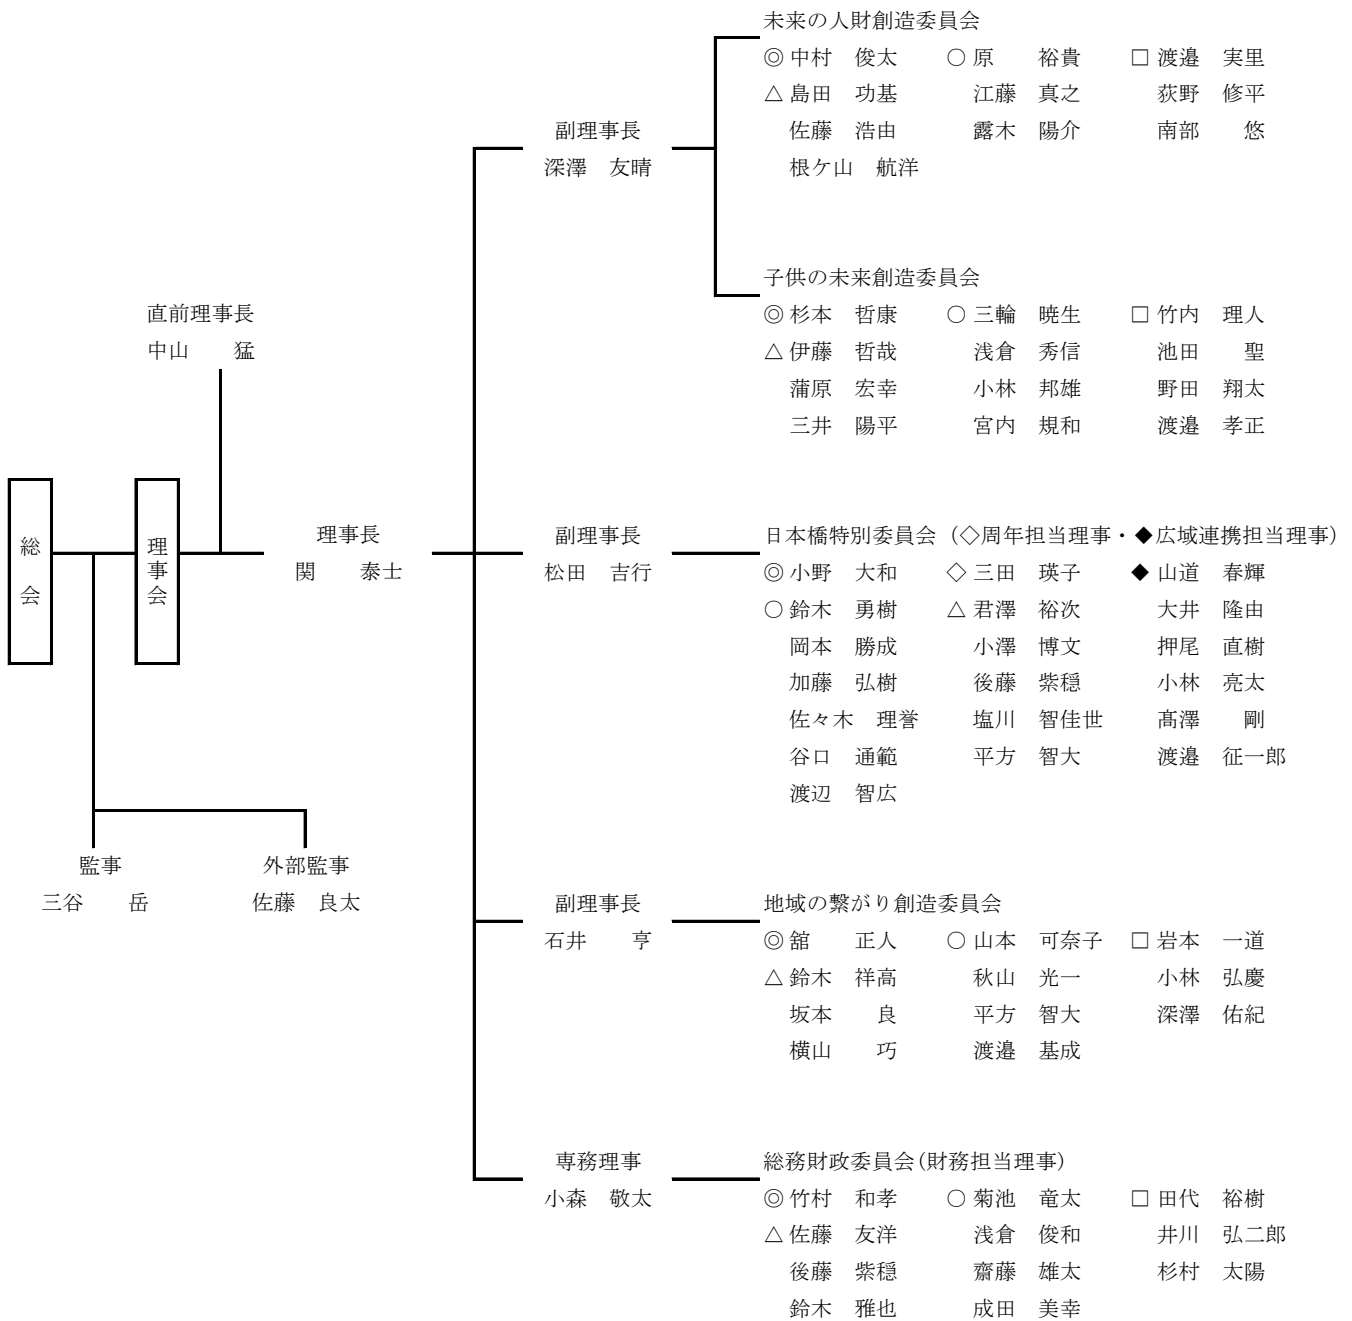 総会
理事会
直前理事長
中山　　猛
理事長
関　　泰士
監事
三谷　　岳
外部監事
佐藤　良太
副理事長
深澤　友晴
未来の人財創造委員会
◎中村　俊太　○原　　裕貴　□渡邉　実里
△島田　功基　江藤　真之　荻野　修平
佐藤　浩由　露木　陽介　南部　　悠
根ケ山　航洋
子供の未来創造委員会
◎杉本　哲康　○三輪　暁生　□竹内　理人
△伊藤　哲哉　浅倉　秀信　池田　　聖
蒲原　宏幸　小林　邦雄　野田　翔太
三井　陽平　宮内　規和　渡邉　孝正
副理事長
松田　吉行
日本橋特別委員会（◇周年担当理事・◆広域連携担当理事）
◎小野　大和　◇三田　瑛子　◆山道　春輝
○鈴木　勇樹　△君澤　裕次　大井　隆由
岡本　勝成　小澤　博文　押尾　直樹
加藤　弘樹　後藤　紫穏　小林　亮太
佐々木　理誉　塩川　智佳世　髙澤　　剛
谷口　通範　平方　智大　渡邉　征一郎
渡辺　智広
副理事長
石井　　亨
地域の繋がり創造委員会
◎舘　　正人　○山本　可奈子　□岩本　一道
△鈴木　祥高　秋山　光一　小林　弘慶
坂本　　良　平方　智大　深澤　佑紀
横山　　巧　渡邉　基成
専務理事
小森　敬太
総務財政委員会(財務担当理事)
◎竹村　和孝　○菊池　竜太　□田代　裕樹
△佐藤　友洋　浅倉　俊和　井川　弘二郎
後藤　紫穏　齋藤　雄太　杉村　太陽
鈴木　雅也　成田　美幸